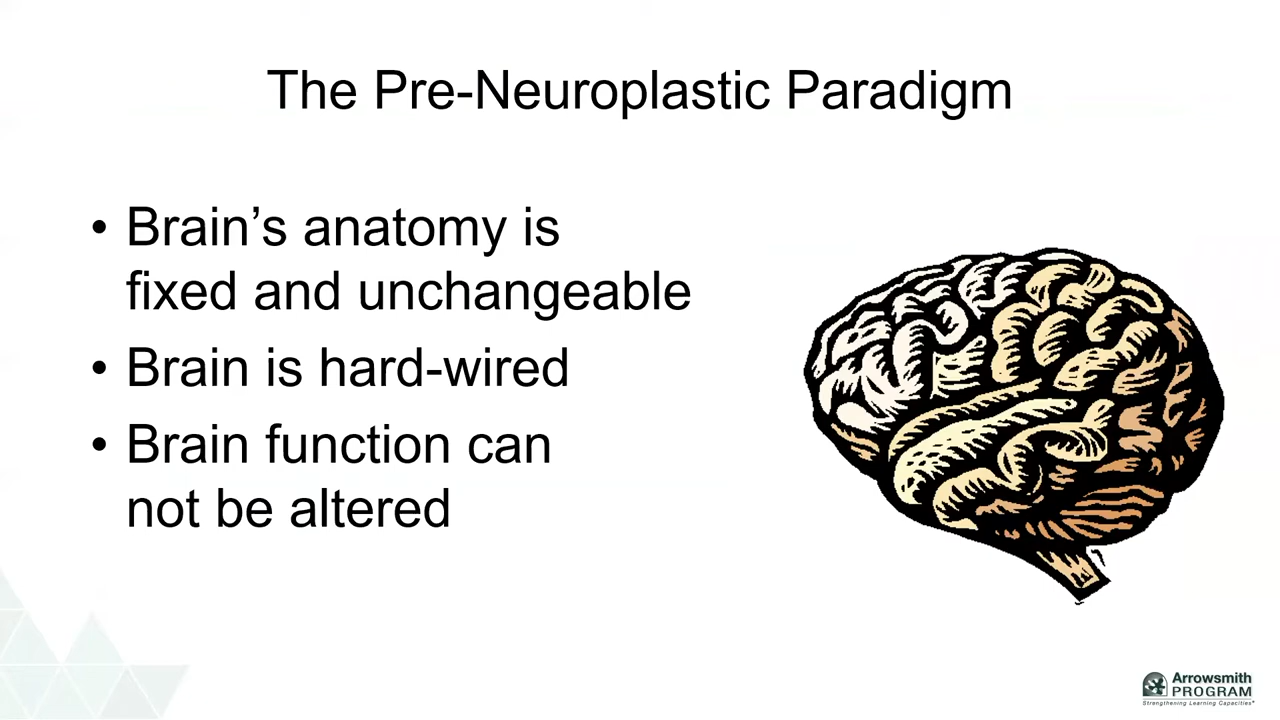 The Pre-Neuroplastic Paradigm
• Brain’s anatomy is
fixed and unchangeable
• Brain is hard-wired
• Brain function can
not be altered
Arrowsmith
PROGRAM
Strengthening Learning Capacities®